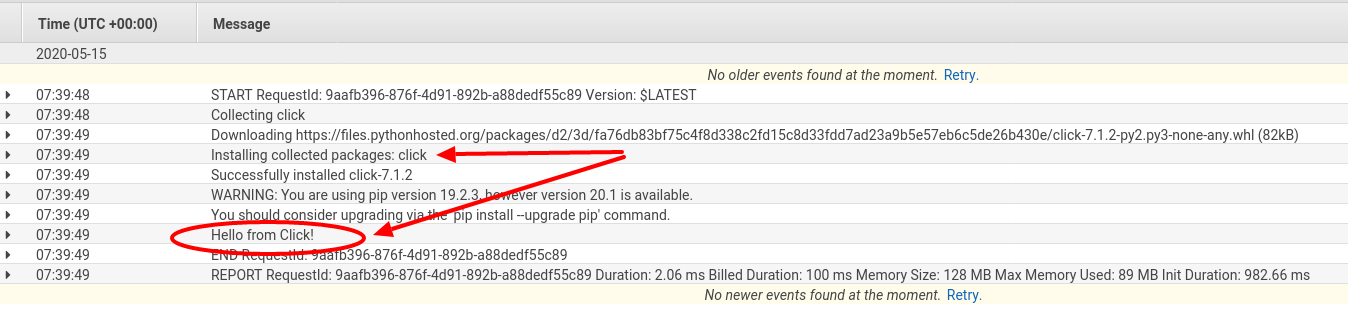 Time (UTC +00:00) Message
2020-05-15
No older events found at the moment. Retry.
07:39:48 START RequestId: 9aafb396-876f-4d91-892b-a88dedf55c89 Version: $LATEST
07:39:48 Collecting click
07:39:49 Downloading https://files.pythonhosted.org/packages/d2/3d/fa76db83bf75c4f8d338c2fd15c8d33fdd7ad23a9b5e57eb6c5de26b430e/click-7.1.2-py2.py3-none-any.whl (82kB)
07:39:49 Installing collected packages: click
07:39:49 Successfully installed click-7.1.2
07:39:49 WARNING: You are using pip version 19.2.3, however version 20.1 is available.
07:39:49 You should consider upgrading via the 'pip install --upgrade pip' command.
07:39:49 Hello from Click!
07:39:49 END RequestId: 9aafb396-876f-4d91-892b-a88dedf55c89
07:39:49 REPORT RequestId: 9aafb396-876f-4d91-892b-a88dedf55c89 Duration: 2.06 ms Billed Duration: 100 ms Memory Size: 128 MB Max Memory Used: 89 MB Init Duration: 982.66 ms
No newer events found at the moment. Retry.